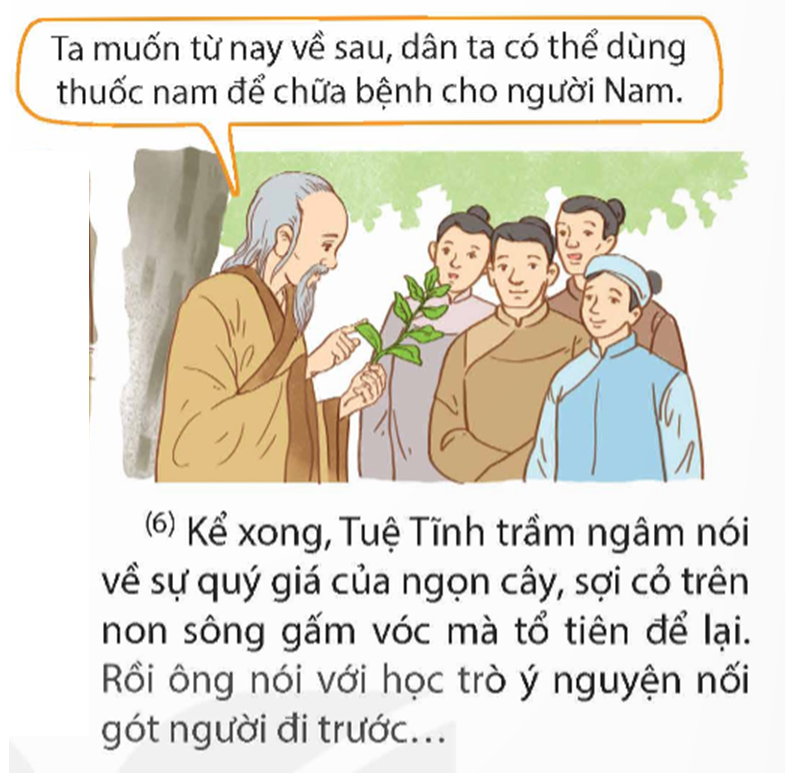 Ta muốn từ nay về sau, dân ta có thể dùng
thuốc nam để chữa bệnh cho người Nam.
(6) Kể xong, Tuệ Tĩnh trầm ngâm nói
về sự quý giá của ngọn cây, sợi cỏ trên
non sông gấm vóc mà tổ tiên để lại.
Rồi ông nói với học trò ý nguyện nối
gót người đi trước...